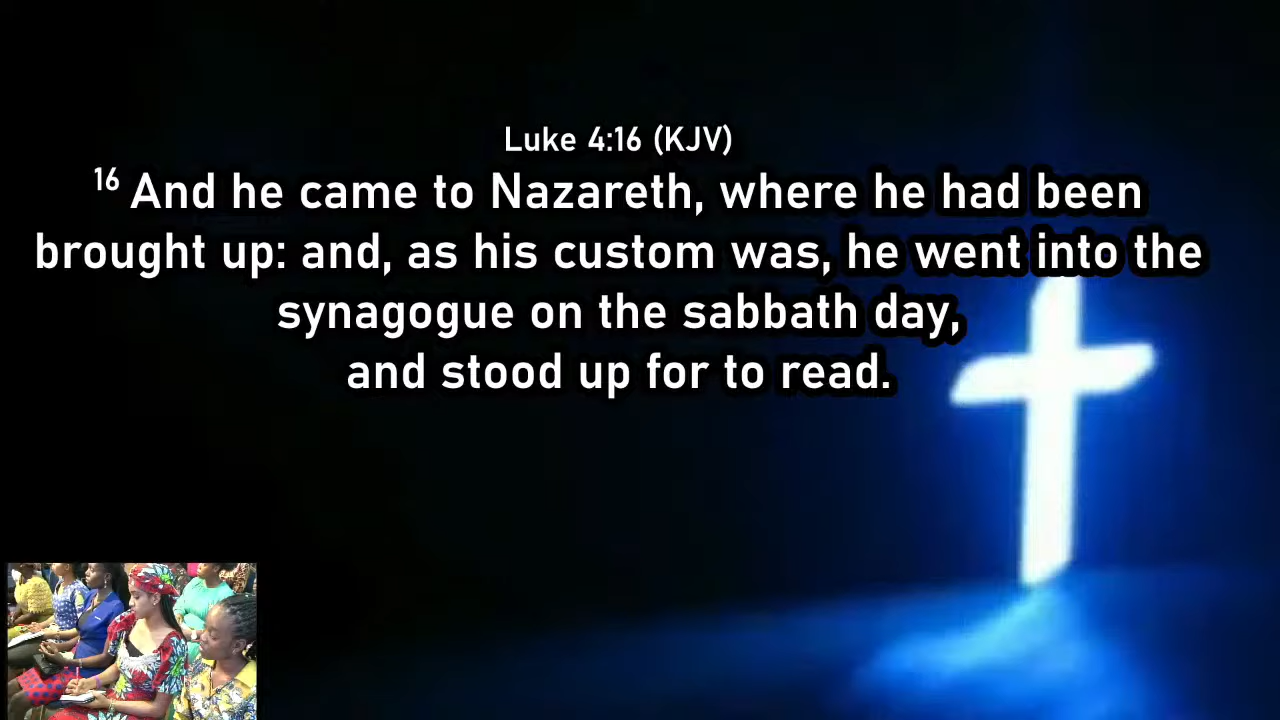 Luke 4:16 (KJV)
16 And he came to Nazareth, where he had been
brought up: and, as his custom was, he went into the
synagogue on the sabbath day,
and stood up for to read.